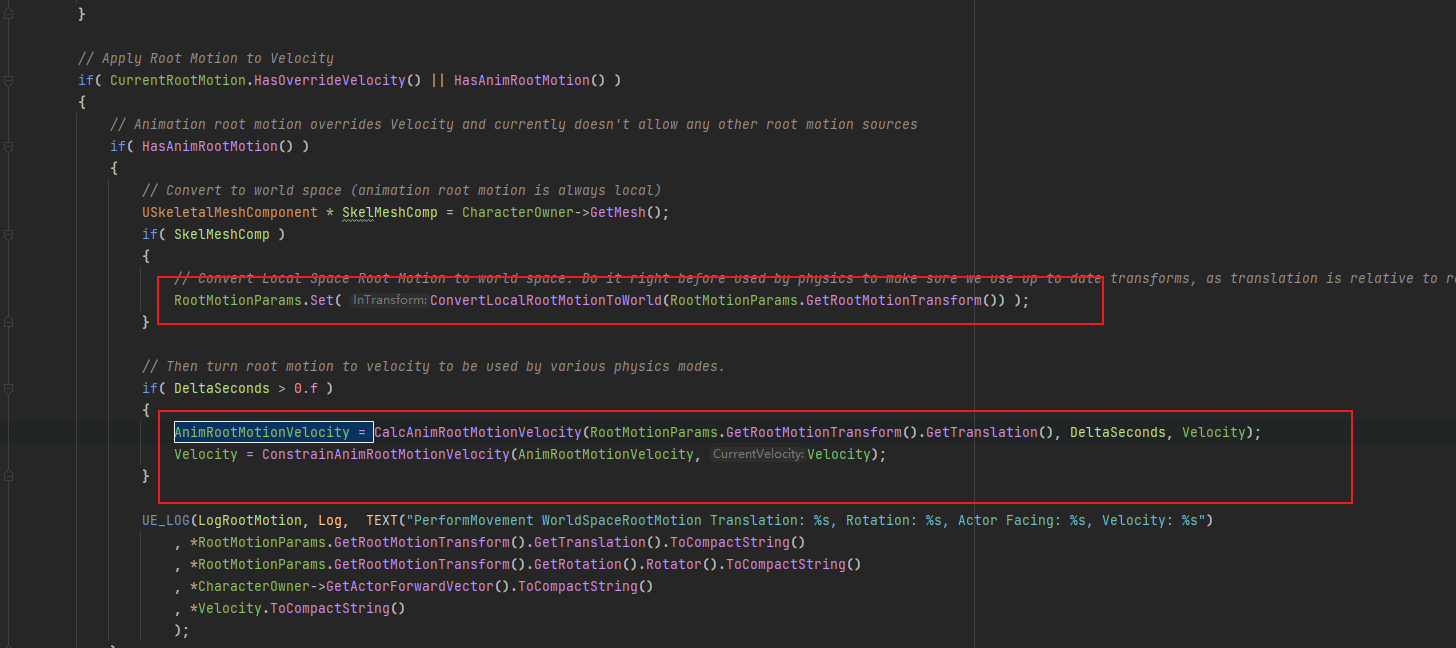 }
// Apply Root Motion to Velocity
if( CurrentRootMotion.HasOverrideVelocity() || HasAnimRootMotion() )
{
// Animation root motion overrides Velocity and currently doesn't allow any other root motion sources
if( HasAnimRootMotion() )
{
// Convert to world space (animation root motion is always local)
USkeletalMeshComponent * SkelMeshComp = CharacterOwner->GetMesh();
if( SkelMeshComp )
{
// Convert Local Space Root Motion to world space. Do it right before used by physics to make sure we use up to date transforms, as translation is relative to
RootMotionParams.Set( InTransform: ConvertLocalRootMotionToWorld(RootMotionParams.GetRootMotionTransform()) );
}
// Then turn root motion to velocity to be used by various physics modes.
if( DeltaSeconds > 0.f )
{
AnimRootMotionVelocity = CalcAnimRootMotionVelocity(RootMotionParams.GetRootMotionTransform().GetTranslation(), DeltaSeconds, Velocity);
Velocity = ConstrainAnimRootMotionVelocity(AnimRootMotionVelocity, CurrentVelocity: Velocity);
}
UE_LOG(LogRootMotion, Log,  TEXT("PerformMovement WorldSpaceRootMotion Translation: %s, Rotation: %s, Actor Facing: %s, Velocity: %s")
, *RootMotionParams.GetRootMotionTransform().GetTranslation().ToCompactString()
, *RootMotionParams.GetRootMotionTransform().GetRotation().Rotator().ToCompactString()
, *CharacterOwner->GetActorForwardVector().ToCompactString()
, *Velocity.ToCompactString()
);